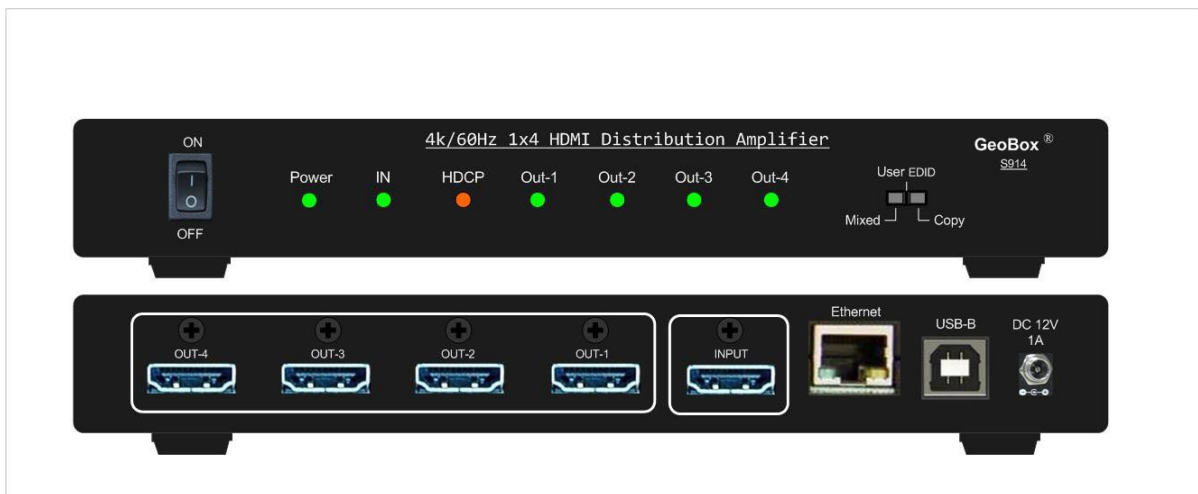 4k/60Hz 1x4 HDMI Distribution Amplifier
GeoBox ®
S914
ON
I
O
OFF
Power IN HDCP Out-1 Out-2 Out-3 Out-4
User EDID
Mixed Copy
OUT-4 OUT-3 OUT-2 OUT-1 INPUT Ethernet USB-B DC 12V
1A